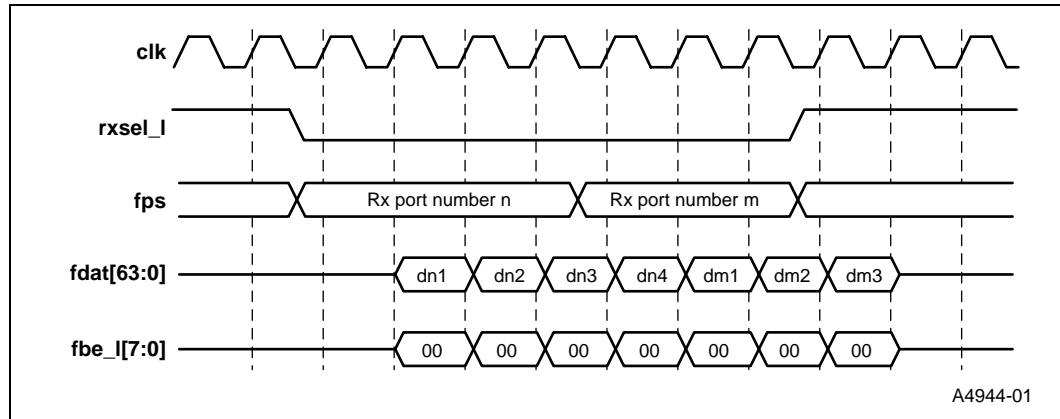 clk
rxsel_l
fps Rx port number n Rx port number m
fdat[63:0] dn1 dn2 dn3 dn4 dm1 dm2 dm3
fbe_l[7:0] 00 00 00 00 00 00 00
A4944-01